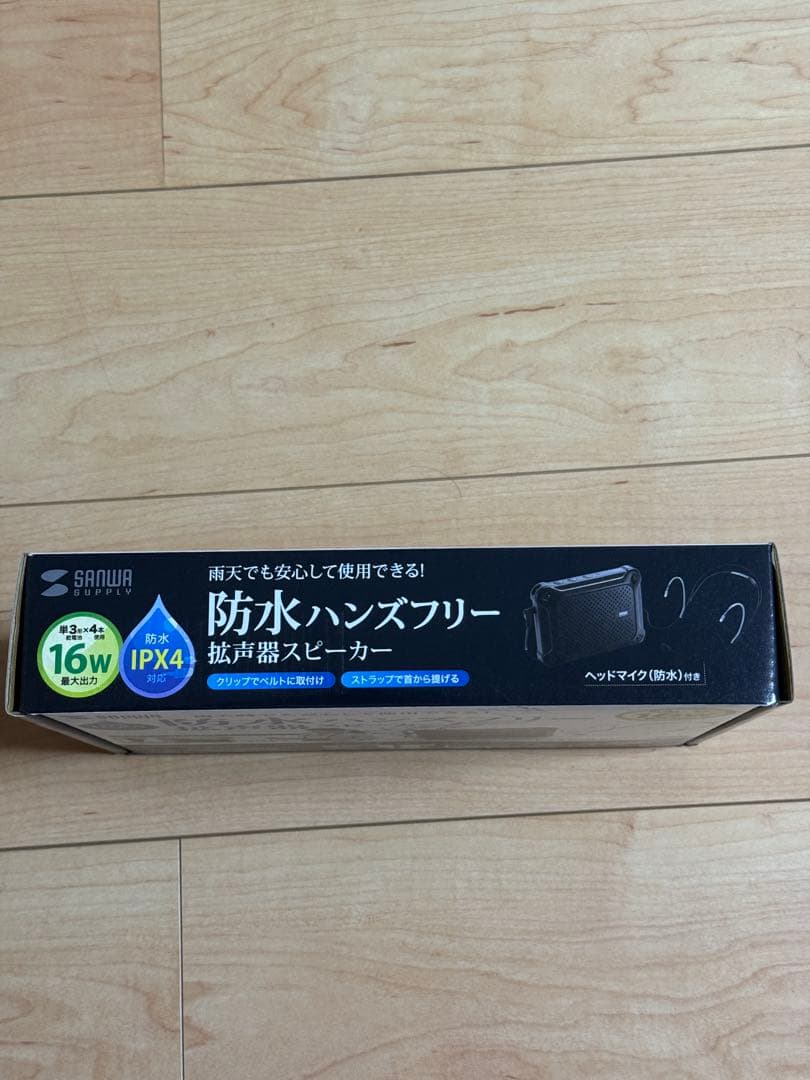 SANWA
SUPPLY
雨天でも安心して使用できる!
防水ハンズフリー
拡声器スピーカー
クリップでベルトに取付け
ストラップで首から提げる
単3形×4本
乾電池 使用
16W
最大出力
防水
IPX4
対応
ヘッドマイク(防水)付き